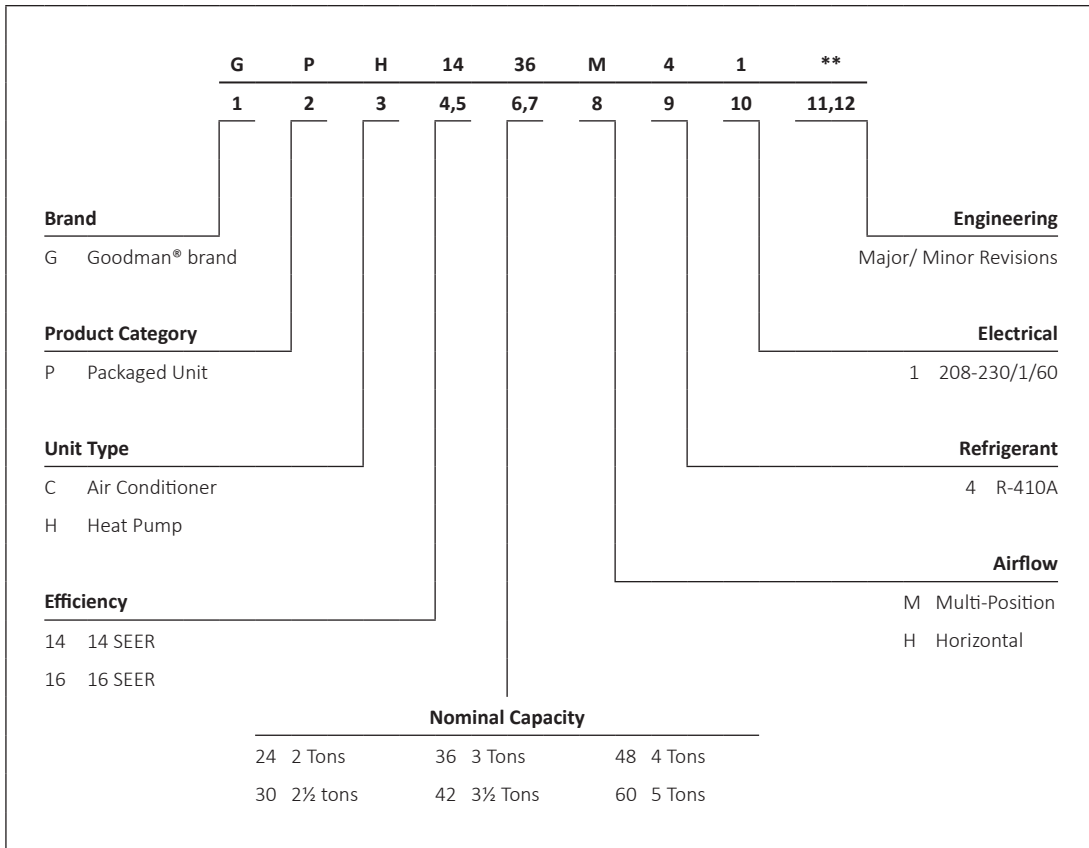 G P H 14 36 M 4 1 **
1 2 3 4,5 6,7 8 9 10 11,12
Brand
G Goodman® brand
Product Category
P Packaged Unit
Unit Type
C Air Conditioner
H Heat Pump
Efficiency
14 14 SEER
16 16 SEER
Engineering
Major/ Minor Revisions
Electrical
1 208-230/1/60
Refrigerant
4 R-410A
Airflow
M Multi-Position
H Horizontal
Nominal Capacity
24 2 Tons 36 3 Tons 48 4 Tons
30 2½ tons 42 3½ Tons 60 5 Tons